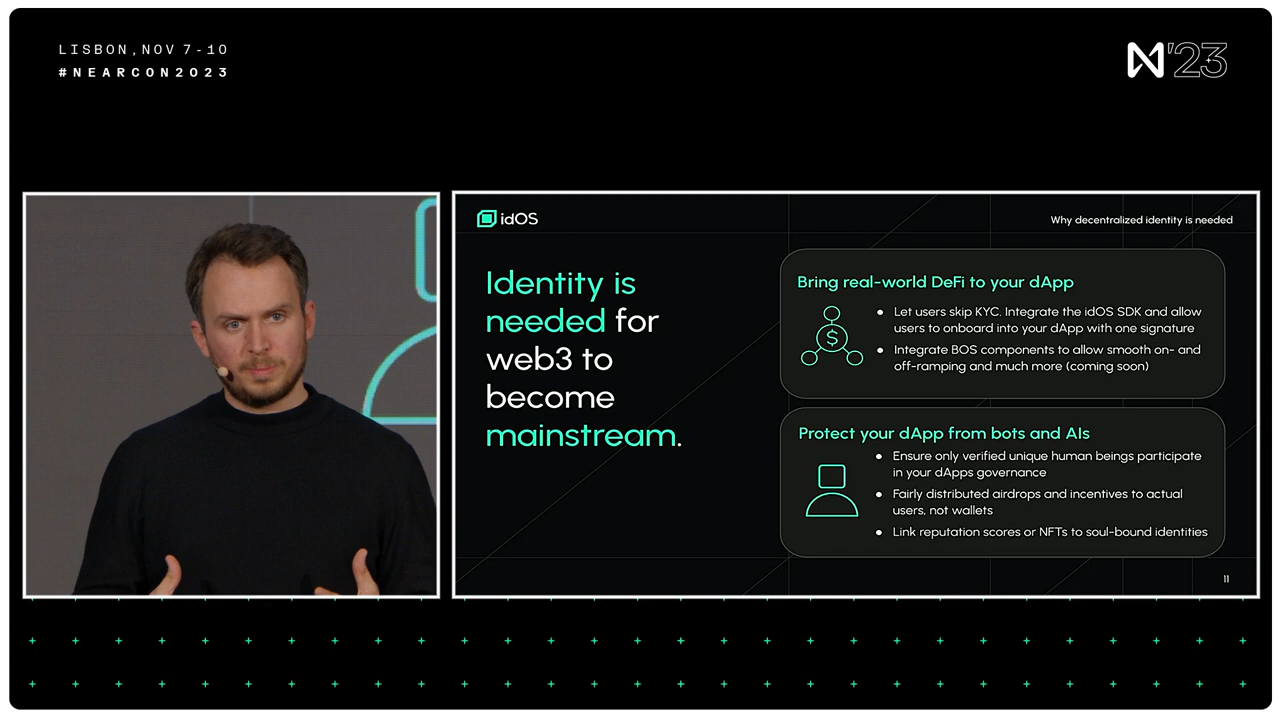 LISBON, NOV 7-10
#NEARCON2023
'23
idOS
Why decentralized identity is needed
Identity is
needed for
web3 to
become
mainstream.
Bring real-world DeFi to your dApp
$
● Let users skip KYC. Integrate the idOS SDK and allow
users to onboard into your dApp with one signature
● Integrate BOS components to allow smooth on- and
off-ramping and much more (coming soon)
Protect your dApp from bots and AIs
● Ensure only verified unique human beings participate
in your dApps governance
● Fairly distributed airdrops and incentives to actual
users, not wallets
● Link reputation scores or NFTs to soul-bound identities
11